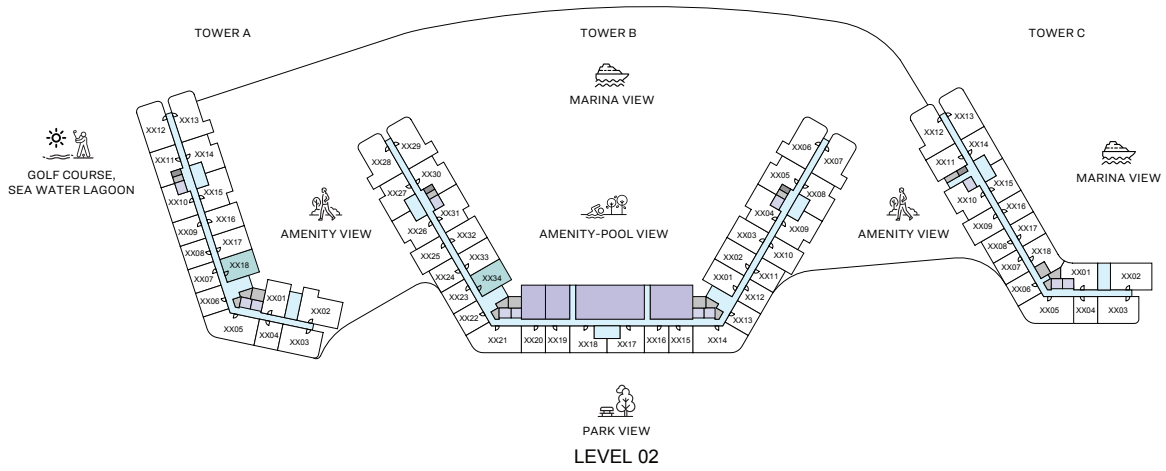 TOWER A
TOWER B
TOWER C
MARINA VIEW
GOLF COURSE,
SEA WATER LAGOON
AMENITY VIEW
AMENITY-POOL VIEW
AMENITY VIEW
MARINA VIEW
XX13
XX12
XX14
XX11
XX15
XX10
XX16
XX09
XX17
XX08
XX18
XX07
XX06
XX01
XX02
XX05
XX04
XX03
XX29
XX28
XX30
XX27
XX31
XX26
XX32
XX25
XX33
XX24
XX34
XX23
XX22
XX21
XX20
XX19
XX18
XX17
XX16
XX15
XX14
XX13
XX12
XX11
XX10
XX09
XX08
XX07
XX06
XX05
XX04
XX03
XX02
XX01
XX13
XX12
XX14
XX11
XX15
XX10
XX16
XX09
XX17
XX08
XX18
XX07
XX06
XX01
XX02
XX05
XX04
XX03
PARK VIEW
LEVEL 02